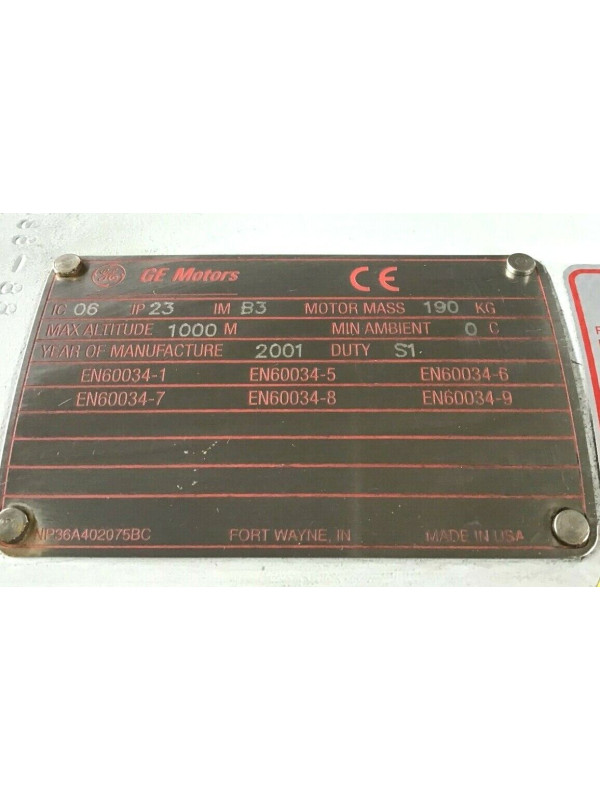 GE GE Motors CE
IC 06 IP 23 IM B3 MOTOR MASS 190 KG
MAX ALTITUDE 1000 M MIN AMBIENT 0 C
YEAR OF MANUFACTURE 2001 DUTY S1
EN60034-1 EN60034-5 EN60034-6
EN60034-7 EN60034-8 EN60034-9
NP36A402075BC FORT WAYNE, IN MADE IN USA